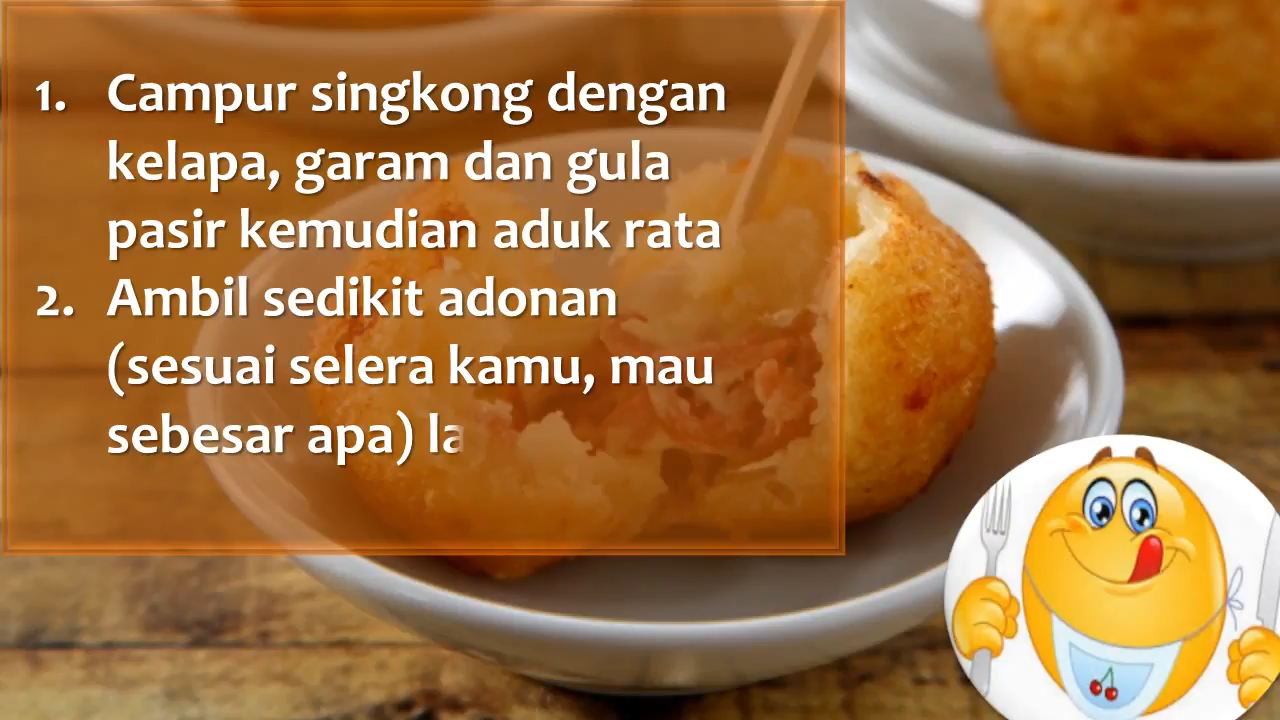 1. Campur singkong dengan
kelapa, garam dan gula
pasir kemudian aduk rata
2. Ambil sedikit adonan
(sesuai selera kamu, mau
sebesar apa)